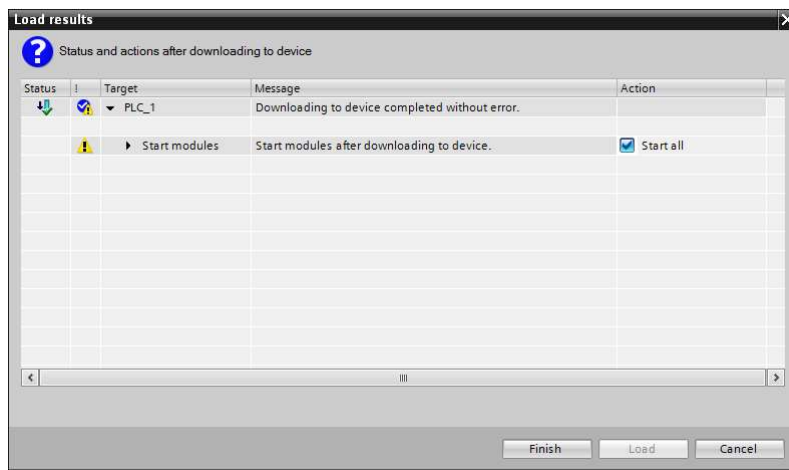 Load results
Status and actions after downloading to device
Status ! Target Message Action
PLC_1 Downloading to device completed without error.
Start modules Start modules after downloading to device. Start all
Finish Load Cancel